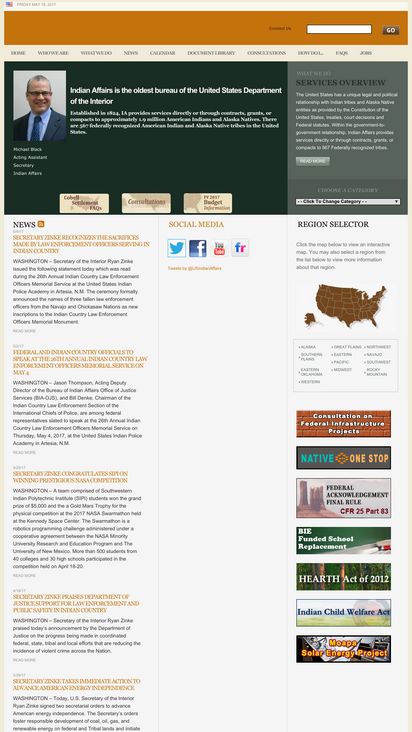 FRIDAY MAY 19, 2017
Contact Us
GO
HOME WHO WE ARE WHAT WE DO NEWS CALENDAR DOCUMENT LIBRARY CONSULTATIONS HOW DO I... FAQS JOBS
Indian Affairs is the oldest bureau of the United States Department
of the Interior
Established in 1824, IA provides services directly or through contracts, grants, or
compacts to approximately 1.9 million American Indians and Alaska Natives. There
are 567 federally recognized American Indian and Alaska Native tribes in the United
States.
Michael Black
Acting Assistant
Secretary
Indian Affairs
Cobell
Settlement
FAQs
Consultations
FY 2017
Budget
Information
WHAT WE DO
SERVICES OVERVIEW
The United States has a unique legal and political
relationship with Indian tribes and Alaska Native
entities as provided by the Constitution of the
United States, treaties, court decisions and
Federal statutes. Within the government-to-
government relationship, Indian Affairs provides
services directly or through contracts, grants, or
compacts to 567 Federally recognized tribes.
READ MORE
CHOOSE A CATEGORY
- - Click To Change Category - -
NEWS
SECRETARY ZINKE RECOGNIZES THE SACRIFICES
MADE BY LAW ENFORCEMENT OFFICERS SERVING IN
INDIAN COUNTRY
WASHINGTON – Secretary of the Interior Ryan Zinke
issued the following statement today which was read
during the 26th Annual Indian Country Law Enforcement
Officers Memorial Service at the United States Indian
Police Academy in Artesia, N.M. The ceremony formally
announced the names of three fallen law enforcement
officers from the Navajo and Chickasaw Nations as new
inscriptions to the Indian Country Law Enforcement
Officers Memorial Monument.
READ MORE
FEDERAL AND INDIAN COUNTRY OFFICIALS TO
SPEAK AT THE 26TH ANNUAL INDIAN COUNTRY LAW
ENFORCEMENT OFFICERS MEMORIAL SERVICE ON
MAY 4
WASHINGTON – Jason Thompson, Acting Deputy
Director of the Bureau of Indian Affairs Office of Justice
Services (BIA-OJS), and Bill Denke, Chairman of the
Indian Country Law Enforcement Section of the
International Chiefs of Police, are among federal
representatives slated to speak at the 26th Annual Indian
Country Law Enforcement Officers Memorial Service on
Thursday, May 4, 2017, at the United States Indian Police
Academy in Artesia, N.M.
READ MORE
SECRETARY ZINKE CONGRATULATES SIPI ON
WINNING PRESTIGIOUS NASA COMPETITION
WASHINGTON – A team comprised of Southwestern
Indian Polytechnic Institute (SIPI) students won the grand
prize of $5,000 and the a Gold Mars Trophy for the
physical competition at the 2017 NASA Swarmathon held
at the Kennedy Space Center. The Swarmathon is a
robotics programming challenge administered under a
cooperative agreement between the NASA Minority
University Research and Education Program and The
University of New Mexico. More than 500 students from
40 colleges and 30 high schools participated in the
competition held on April 18-20.
READ MORE
SECRETARY ZINKE PRAISES DEPARTMENT OF
JUSTICE SUPPORT FOR LAW ENFORCEMENT AND
PUBLIC SAFETY IN INDIAN COUNTRY
WASHINGTON – Secretary of the Interior Ryan Zinke
praised today's announcement by the Department of
Justice on the progress being made in coordinated
federal, state, tribal and local efforts that are reducing the
incidence of violent crime across the Nation.
READ MORE
SECRETARY ZINKE TAKES IMMEDIATE ACTION TO
ADVANCE AMERICAN ENERGY INDEPENDENCE
WASHINGTON – Today, U.S. Secretary of the Interior
Ryan Zinke signed two secretarial orders to advance
American energy independence. The Secretary's orders
foster responsible development of coal, oil, gas, and
renewable energy on federal and Tribal lands and initiate
SOCIAL MEDIA
You
Tube
Tweets by @USIndianAffairs
REGION SELECTOR
Click the map below for an interactive
map. You may also select a region from
the list below to view more information
about that region.
ALASKA GREAT PLAINS NORTHWEST
SOUTHERN PLAINS EASTERN NAVAJO
PACIFIC SOUTHWEST
EASTERN OKLAHOMA MIDWEST ROCKY MOUNTAIN
WESTERN
Consultation on
Federal Infrastructure
Projects
NATIVE ONE STOP
FEDERAL
ACKNOWLEDGEMENT
FINAL RULE
CFR 25 Part 83
BIE
Funded School
Replacement
HEARTH Act of 2012
Indian Child Welfare Act
Moapa
Solar Energy Project